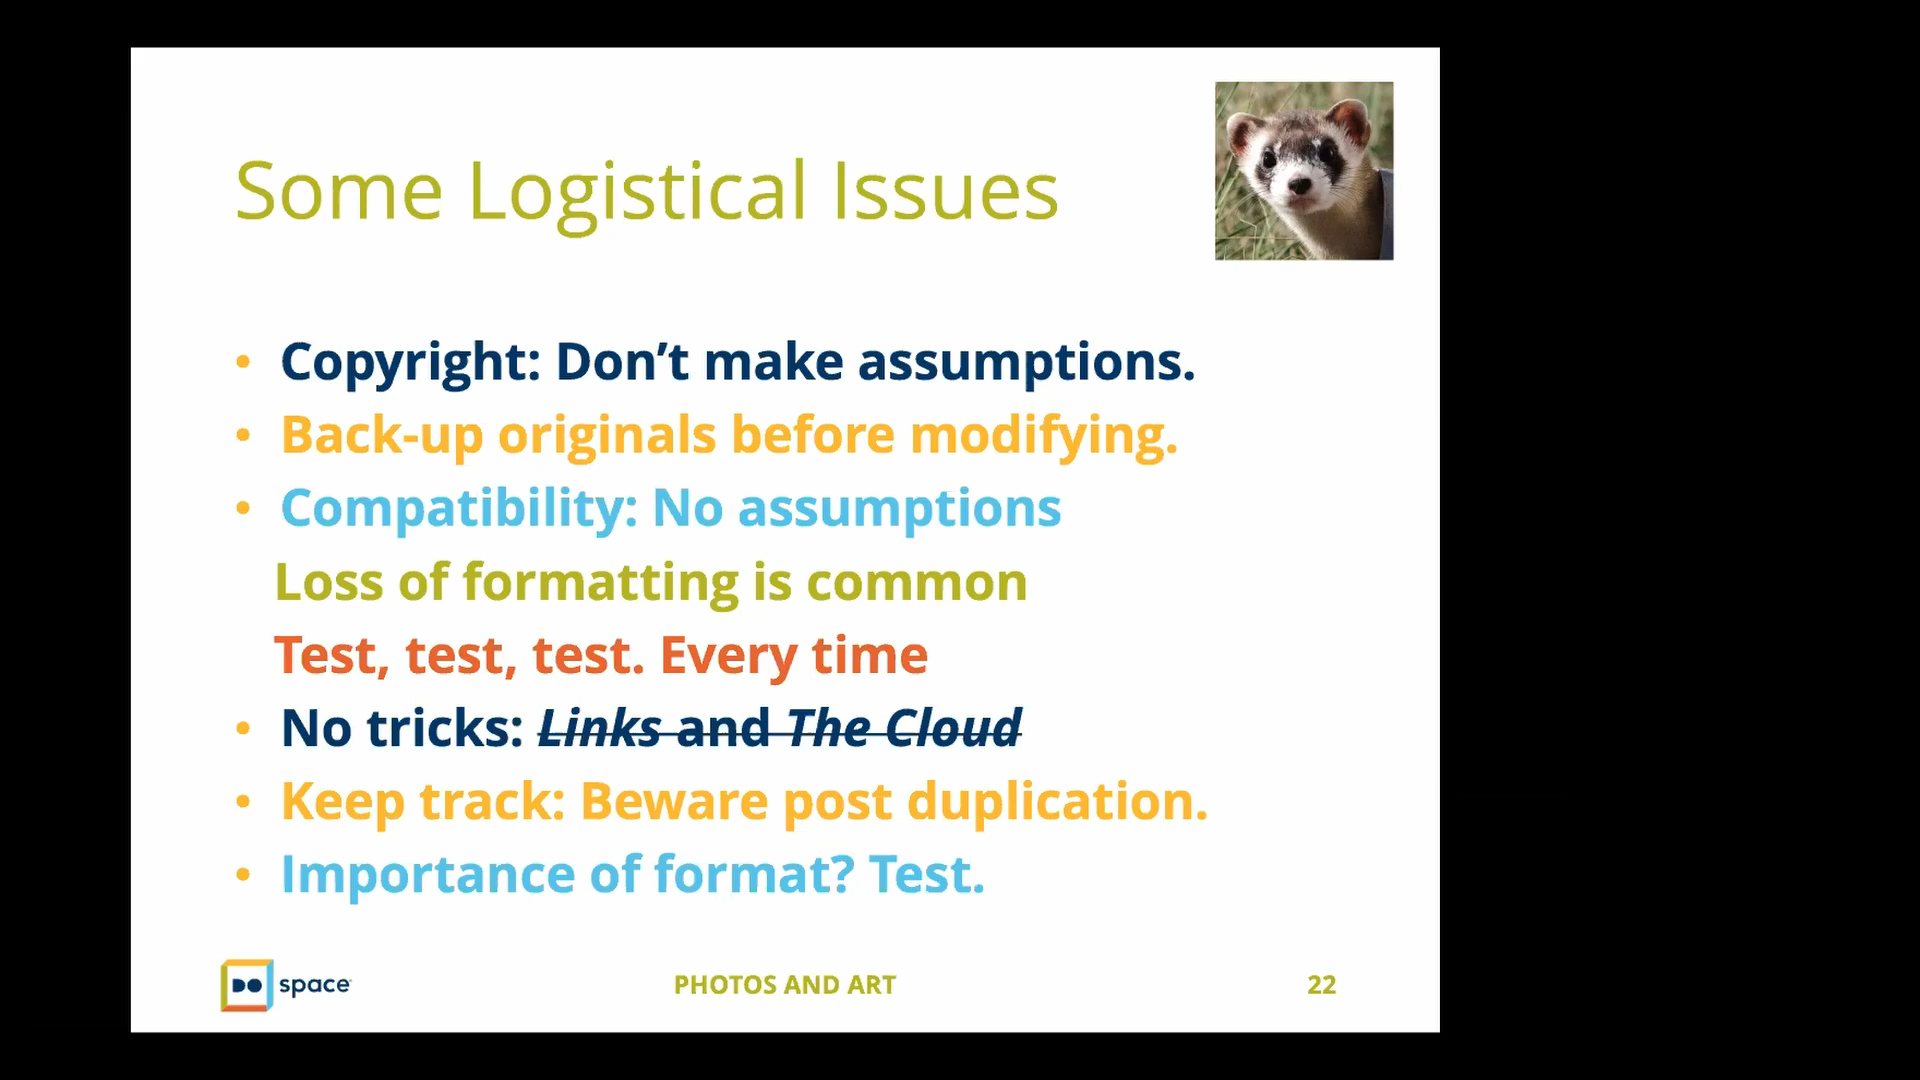 Some Logistical Issues
• Copyright: Don’t make assumptions.
• Back-up originals before modifying.
• Compatibility: No assumptions
Loss of formatting is common
Test, test, test. Every time
• No tricks: Links and The Cloud
• Keep track: Beware post duplication.
• Importance of format? Test.
DO space
PHOTOS AND ART
22